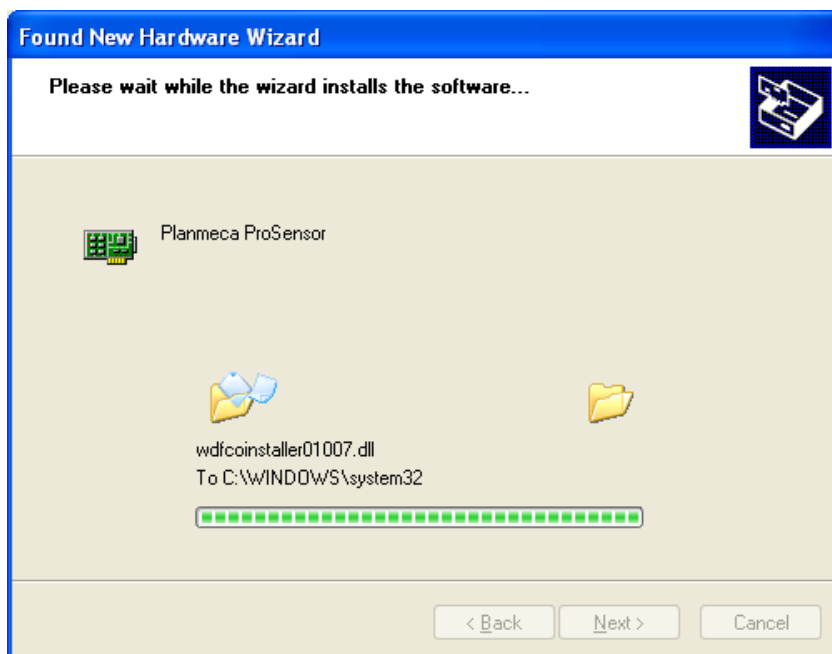 Found New Hardware Wizard
Please wait while the wizard installs the software...
Planmeca ProSensor
wdfcoinstaller01007.dll
To C:\WINDOWS\system32
< Back Next > Cancel